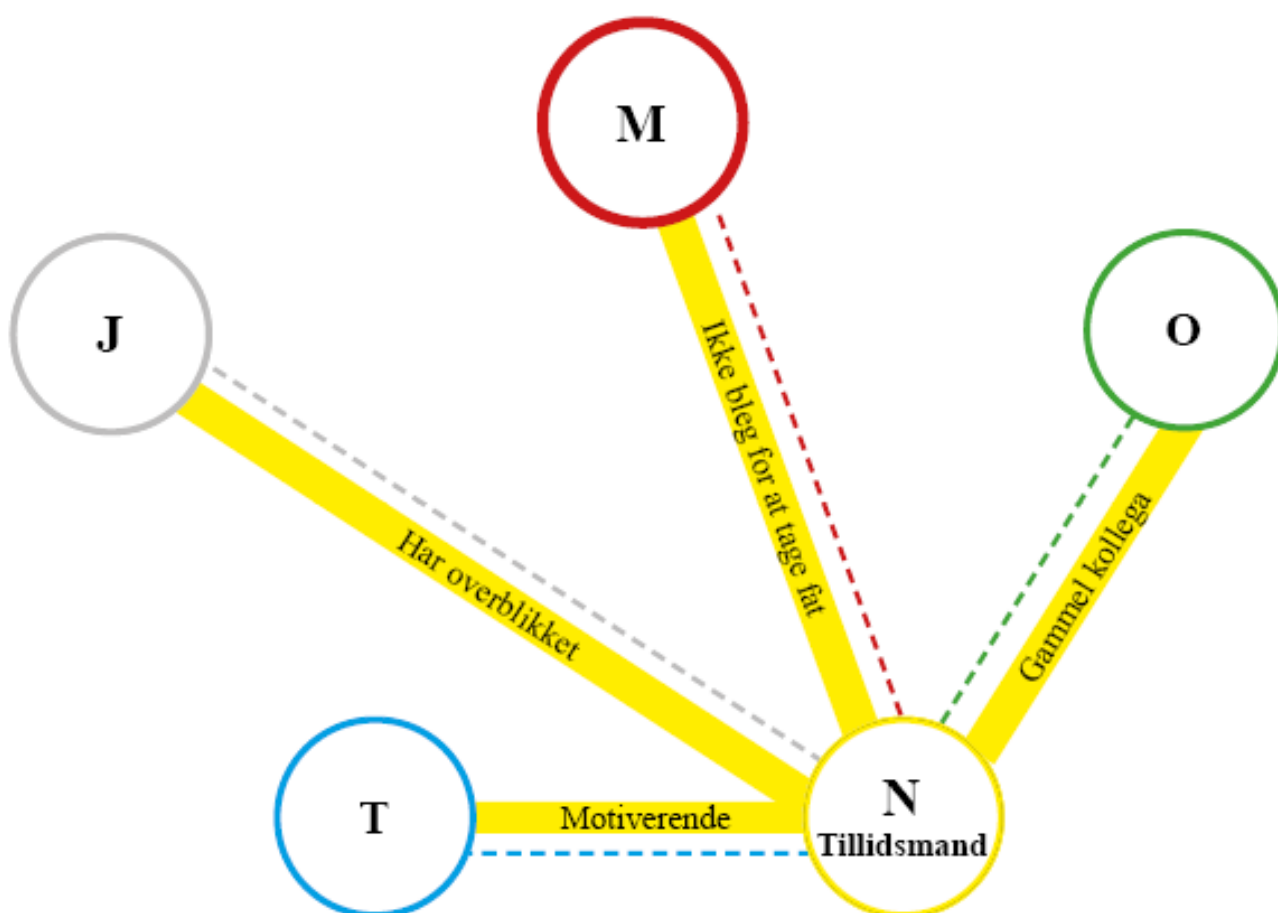 M
J
O
Ikke bleg for at tage fat
Har overblikket
Gammel kollega
T
Motiverende
N
Tillidsmand